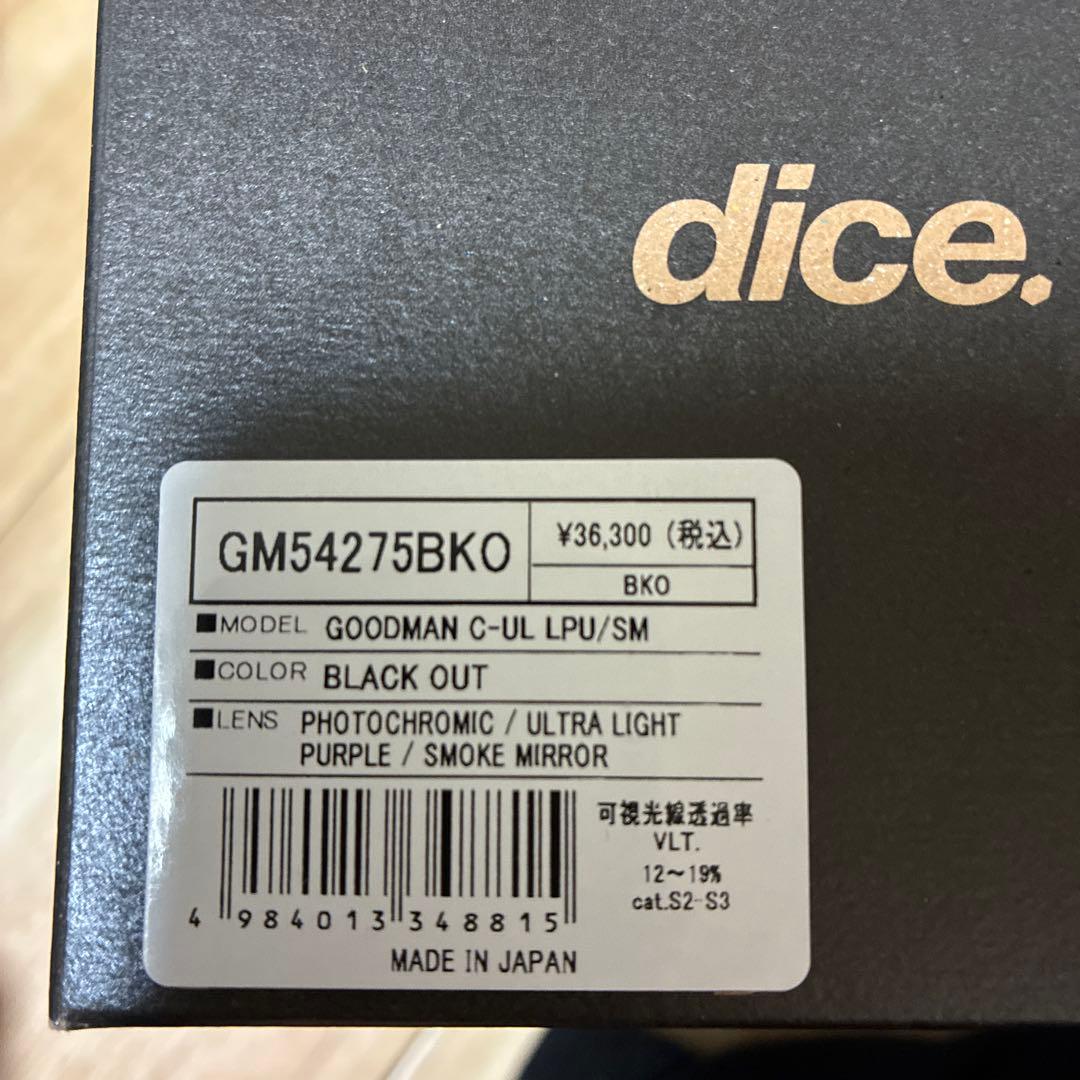 dice.
GM54275BKO
¥36,300 (税込)
BKO
■MODEL GOODMAN C-UL LPU/SM
■COLOR BLACK OUT
■LENS PHOTOCHROMIC / ULTRA LIGHT
PURPLE / SMOKE MIRROR
可視光線透過率
VLT.
12～19%
cat.S2-S3
4 984013 348815
MADE IN JAPAN